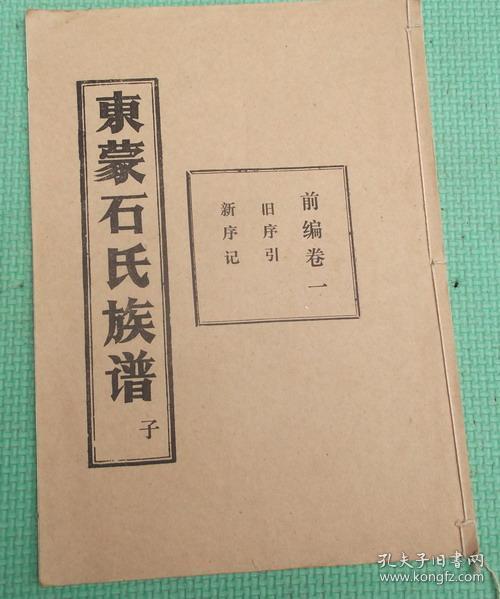 東蒙石氏族谱
子
前编卷一
旧序引
新序记
孔夫子旧书网
www.kongfz.com